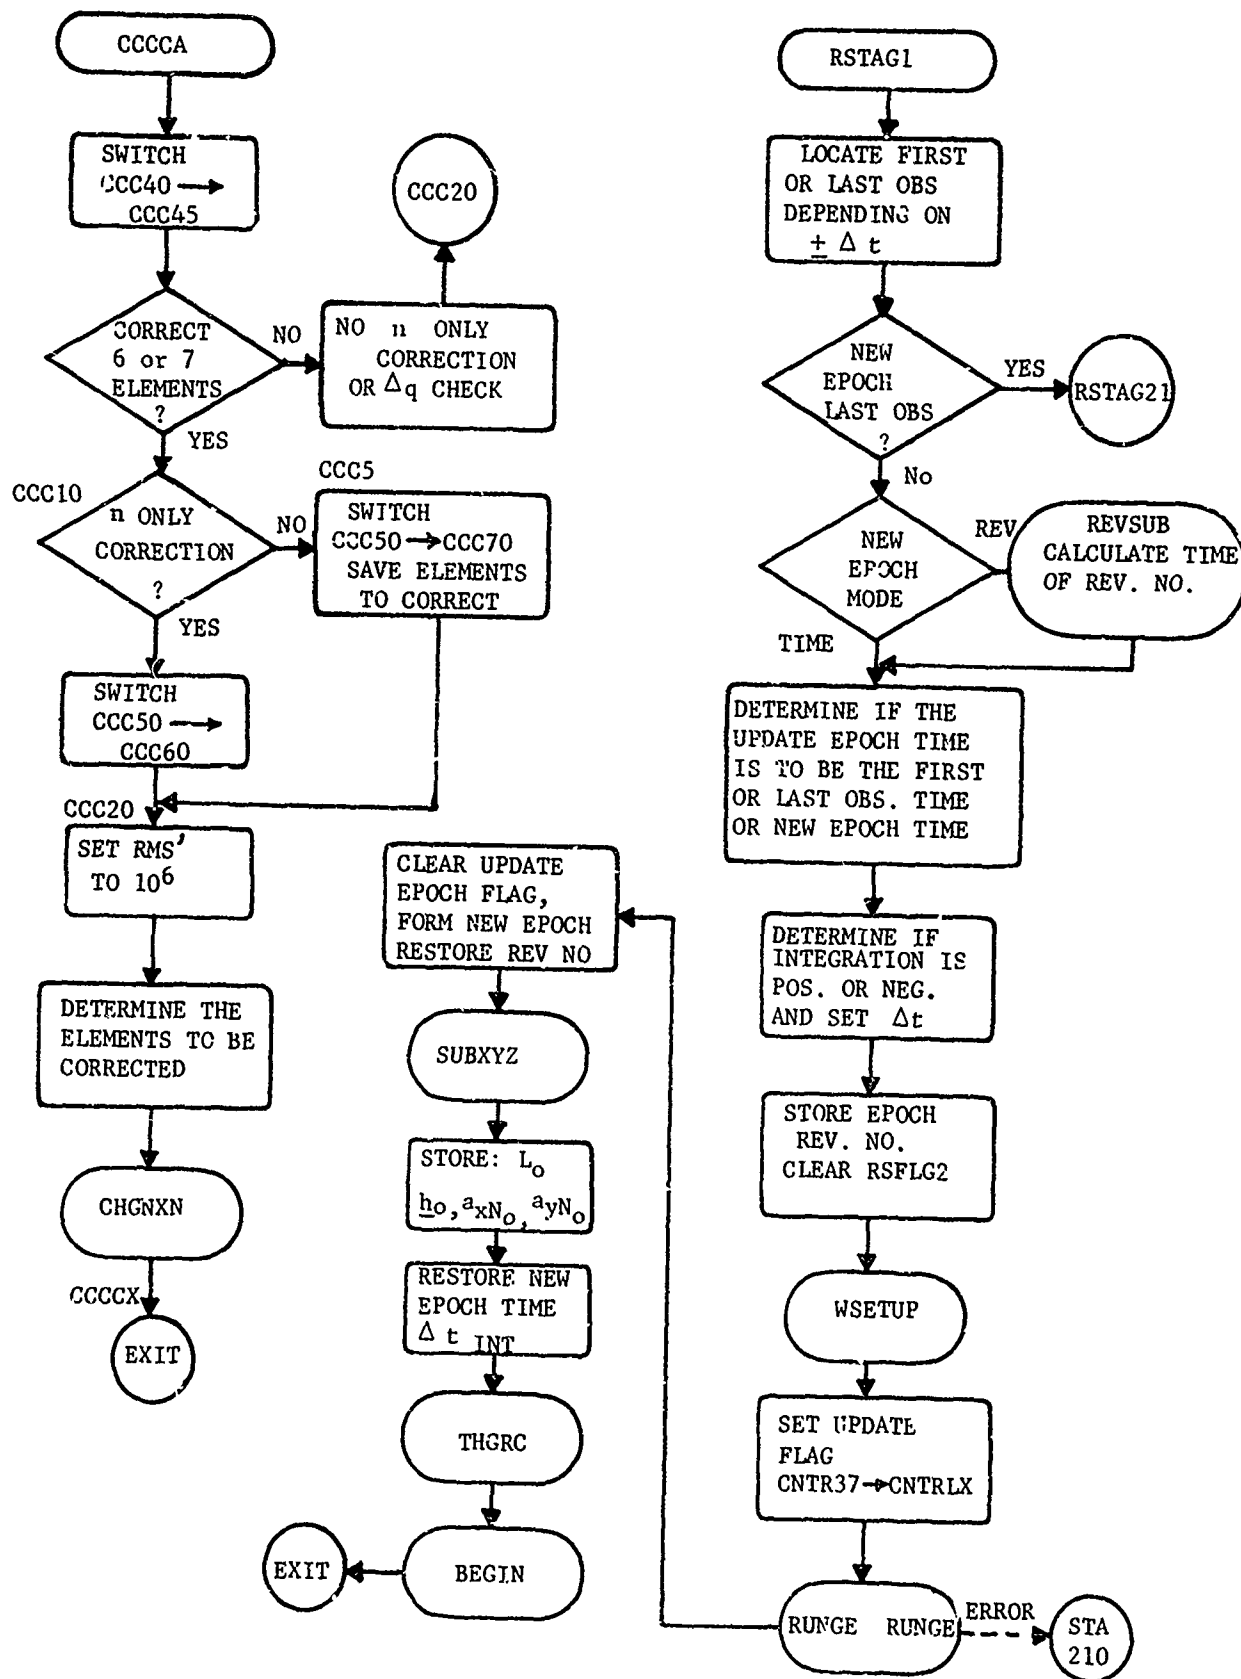 CCCCA
SWITCH
CCC40 →
CCC45
CCC20
CORRECT
6 or 7
ELEMENTS
?
NO
YES
NO n ONLY
CORRECTION
OR Δq CHECK
CCC10
n ONLY
CORRECTION
?
NO
YES
CCC5
SWITCH
CCC50 → CCC70
SAVE ELEMENTS
TO CORRECT
SWITCH
CCC50 →
CCC60
CCC20
SET RMS'
TO 10⁶
DETERMINE THE
ELEMENTS TO BE
CORRECTED
CHGNXN
CCCCX
EXIT
RSTAG1
LOCATE FIRST
OR LAST OBS
DEPENDING ON
± Δ t
NEW
EPOCH
LAST OBS
?
YES
RSTAG21
No
NEW
EPOCH
MODE
REV
REVSUB
CALCULATE TIME
OF REV. NO.
TIME
DETERMINE IF THE
UPDATE EPOCH TIME
IS TO BE THE FIRST
OR LAST OBS. TIME
OR NEW EPOCH TIME
DETERMINE IF
INTEGRATION IS
POS. OR NEG.
AND SET Δt
STORE EPOCH
REV. NO.
CLEAR RSFLG2
WSETUP
SET UPDATE
FLAG
CNTR37→CNTRLX
RUNGE RUNGE
ERROR
STA
210
CLEAR UPDATE
EPOCH FLAG,
FORM NEW EPOCH
RESTORE REV NO
SUBXYZ
STORE: Lo
ho, axNo, ayNo
RESTORE NEW
EPOCH TIME
Δ t INT
THGRC
BEGIN
EXIT